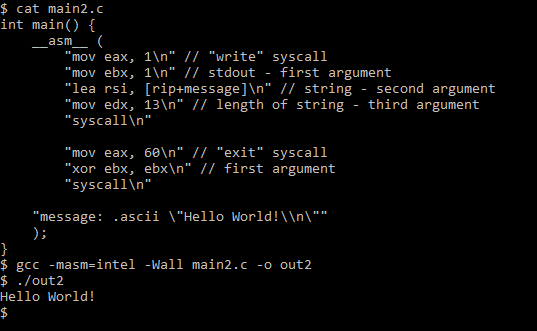 $ cat main2.c
int main() {
    __asm__ (
        "mov eax, 1\n" // "write" syscall
        "mov ebx, 1\n" // stdout - first argument
        "lea rsi, [rip+message]\n" // string - second argument
        "mov edx, 13\n" // length of string - third argument
        "syscall\n"

        "mov eax, 60\n" // "exit" syscall
        "xor ebx, ebx\n" // first argument
        "syscall\n"

    "message: .ascii \"Hello World!\\n\""
    );
}
$ gcc -masm=intel -Wall main2.c -o out2
$ ./out2
Hello World!
$